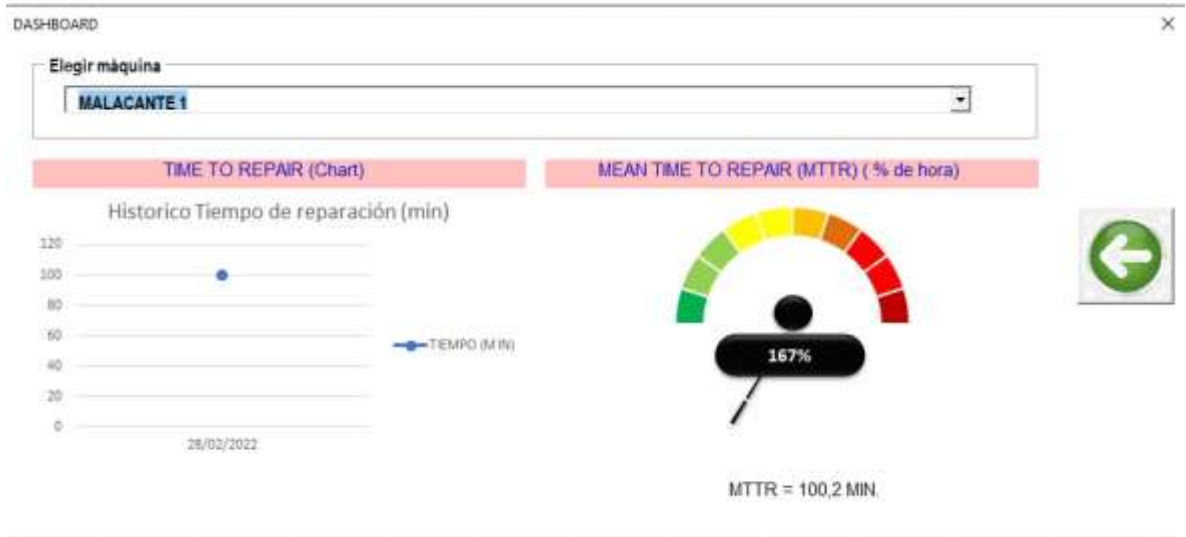 DASHBOARD
Elegir máquina
MALACANTE 1
TIME TO REPAIR (Chart)
MEAN TIME TO REPAIR (MTTR) ( % de hora)
Historico Tiempo de reparación (min)
120
100
80
60
40
20
0
28/02/2022
TIEMPO (MIN)
167%
MTTR = 100,2 MIN.